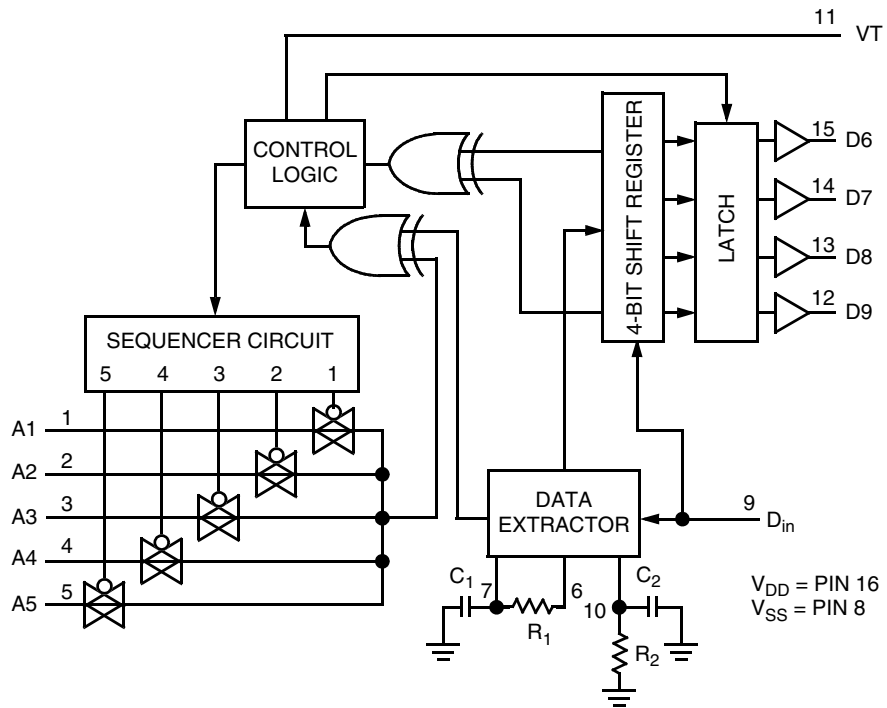 11
VT
CONTROL
LOGIC
4-BIT SHIFT REGISTER
LATCH
15 D6
14 D7
13 D8
12 D9
SEQUENCER CIRCUIT
5 4 3 2 1
A1 1
A2 2
A3 3
A4 4
A5 5
DATA
EXTRACTOR
9
Din
C1 7 6 10 C2
R1
R2
VDD = PIN 16
VSS = PIN 8